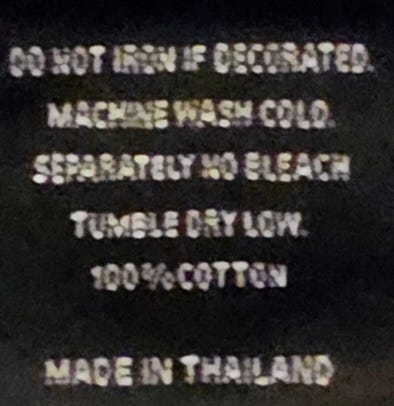 DO NOT IRON IF DECORATED.
MACHINE WASH COLD.
SEPARATELY NO BLEACH
TUMBLE DRY LOW.
100% COTTON
MADE IN THAILAND